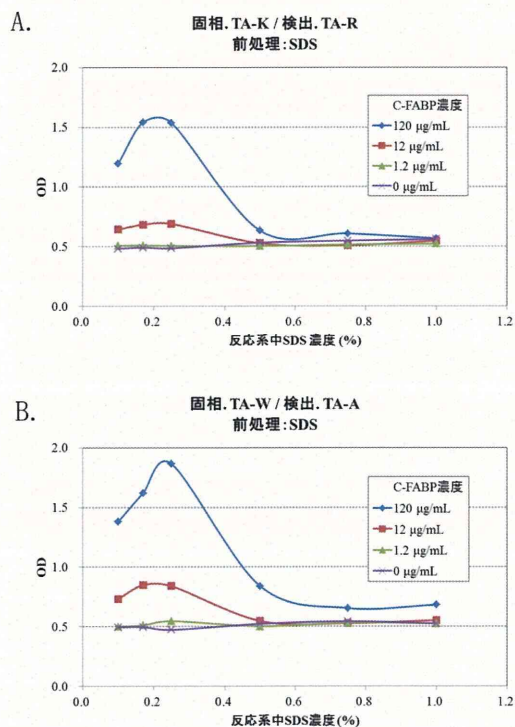 A.
固相.TA-K / 検出.TA-R
前処理:SDS
2.0
1.5
1.0
0.5
0.0
OD
C-FABP濃度
120 μg/mL
12 μg/mL
1.2 μg/mL
0 μg/mL
0.0 0.2 0.4 0.6 0.8 1.0 1.2
反応系中SDS濃度(%)
B.
固相.TA-W / 検出.TA-A
前処理:SDS
2.0
1.5
1.0
0.5
0.0
OD
C-FABP濃度
120 μg/mL
12 μg/mL
1.2 μg/mL
0 μg/mL
0.0 0.2 0.4 0.6 0.8 1.0 1.2
反応系中SDS濃度(%)